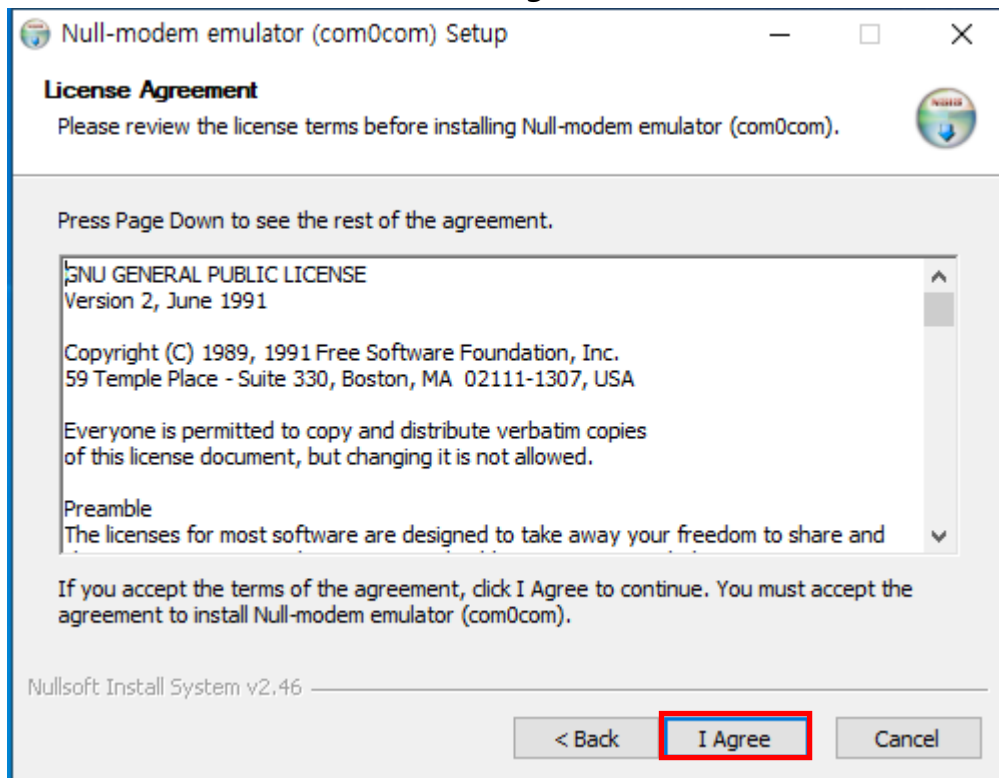 Null-modem emulator (com0com) Setup
License Agreement
Please review the license terms before installing Null-modem emulator (com0com).
Press Page Down to see the rest of the agreement.
GNU GENERAL PUBLIC LICENSE
Version 2, June 1991
Copyright (C) 1989, 1991 Free Software Foundation, Inc.
59 Temple Place - Suite 330, Boston, MA  02111-1307, USA
Everyone is permitted to copy and distribute verbatim copies
of this license document, but changing it is not allowed.
Preamble
The licenses for most software are designed to take away your freedom to share and
If you accept the terms of the agreement, click I Agree to continue. You must accept the
agreement to install Null-modem emulator (com0com).
Nullsoft Install System v2.46
< Back
I Agree
Cancel